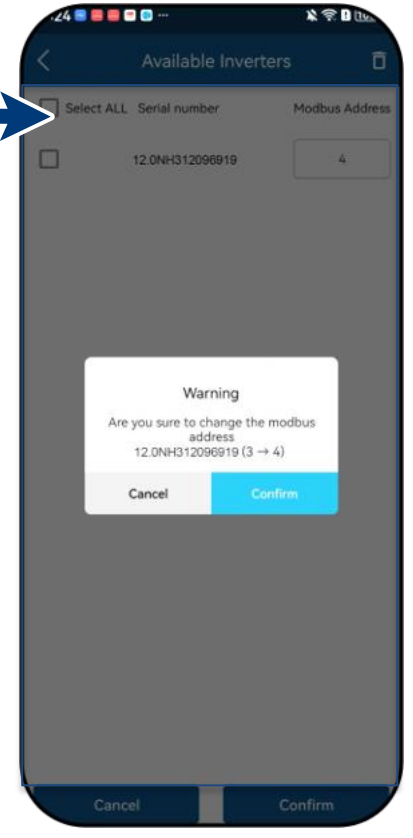 :24
Available Inverters
Select ALL Serial number Modbus Address
12.0NH312096919 4
Warning
Are you sure to change the modbus
address
12.0NH312096919 (3 → 4)
Cancel Confirm
Cancel Confirm